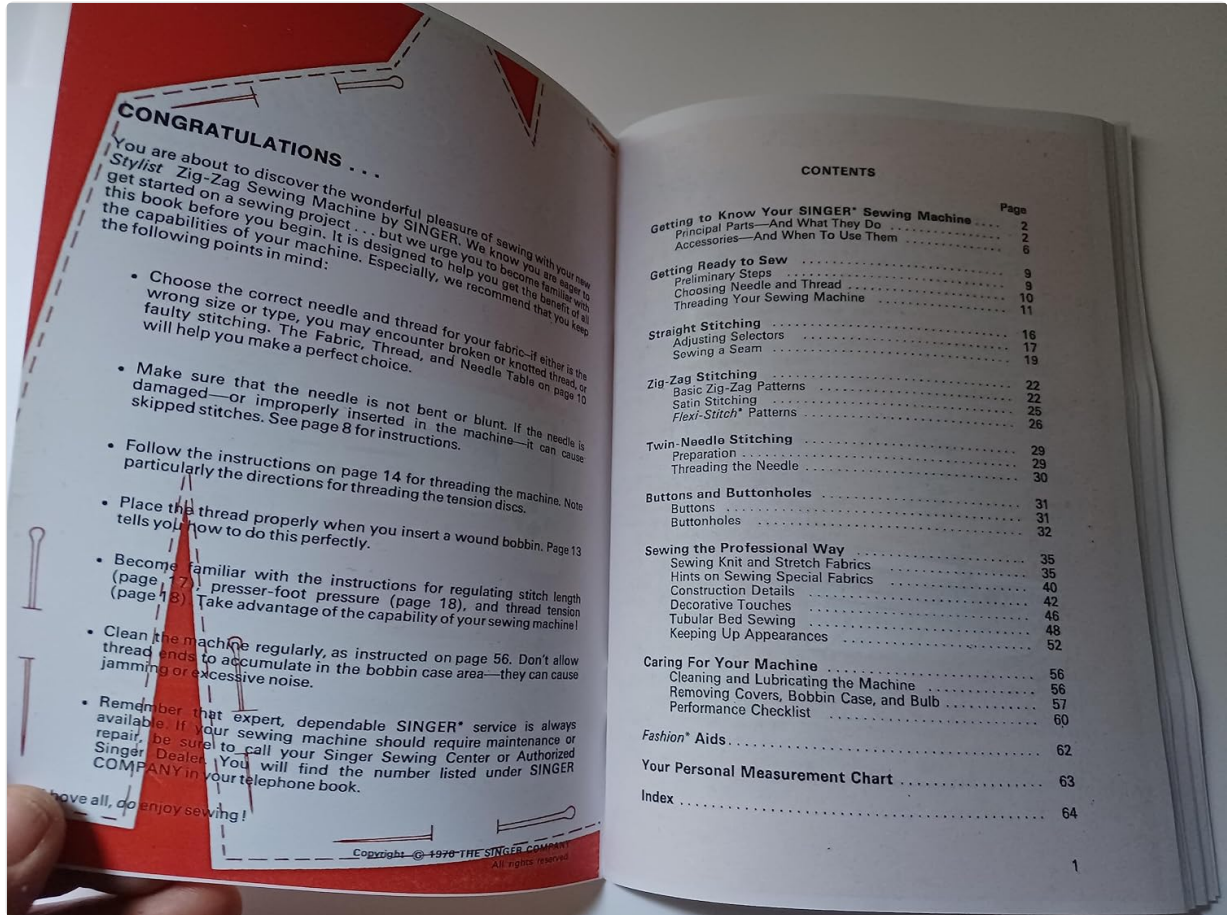 CONGRATULATIONS . . .
You are about to discover the wonderful pleasure of sewing with your new
Stylist Zig-Zag Sewing Machine by SINGER. We know you are eager to
get started on a sewing project . . . but we urge you to become familiar with
this book before you begin. It is designed to help you get the benefit of all
the capabilities of your machine. Especially, we recommend that you keep
the following points in mind:
• Choose the correct needle and thread for your fabric—if either is the
wrong size or type, you may encounter broken or knotted thread, or
faulty stitching. The Fabric, Thread, and Needle Table on page 10
will help you make a perfect choice.
• Make sure that the needle is not bent or blunt. If the needle is
damaged—or improperly inserted in the machine—it can cause
skipped stitches. See page 8 for instructions.
• Follow the instructions on page 14 for threading the machine. Note
particularly the directions for threading the tension discs.
• Place the thread properly when you insert a wound bobbin. Page 13
tells you how to do this perfectly.
• Become familiar with the instructions for regulating stitch length
(page 17), presser-foot pressure (page 18), and thread tension
(page 18). Take advantage of the capability of your sewing machine!
• Clean the machine regularly, as instructed on page 56. Don't allow
thread ends to accumulate in the bobbin case area—they can cause
jamming or excessive noise.
• Remember that expert, dependable SINGER* service is always
available. If your sewing machine should require maintenance or
repair, be sure to call your Singer Sewing Center or Authorized
Singer Dealer. You will find the number listed under SINGER
COMPANY in your telephone book.
bove all, do enjoy sewing!
Copyright © THE SINGER COMPANY
All rights reserved
CONTENTS
Page
Getting to Know Your SINGER* Sewing Machine .... 2
Principal Parts—And What They Do ............ 2
Accessories—And When To Use Them .......... 6
Getting Ready to Sew .......................... 9
Preliminary Steps .......................... 9
Choosing Needle and Thread .................. 10
Threading Your Sewing Machine .............. 11
Straight Stitching .............................. 16
Adjusting Selectors .......................... 17
Sewing a Seam .............................. 19
Zig-Zag Stitching .............................. 22
Basic Zig-Zag Patterns ...................... 22
Satin Stitching .............................. 25
Flexi-Stitch* Patterns ........................ 26
Twin-Needle Stitching .......................... 29
Preparation .................................. 29
Threading the Needle ........................ 30
Buttons and Buttonholes ........................ 31
Buttons ...................................... 31
Buttonholes .................................. 32
Sewing the Professional Way .................... 35
Sewing Knit and Stretch Fabrics .............. 35
Hints on Sewing Special Fabrics .............. 40
Construction Details .......................... 42
Decorative Touches .......................... 46
Tubular Bed Sewing .......................... 48
Keeping Up Appearances .................... 52
Caring For Your Machine ........................ 56
Cleaning and Lubricating the Machine .......... 56
Removing Covers, Bobbin Case, and Bulb ...... 57
Performance Checklist ........................ 60
Fashion* Aids .................................. 62
Your Personal Measurement Chart ................ 63
Index .......................................... 64
1